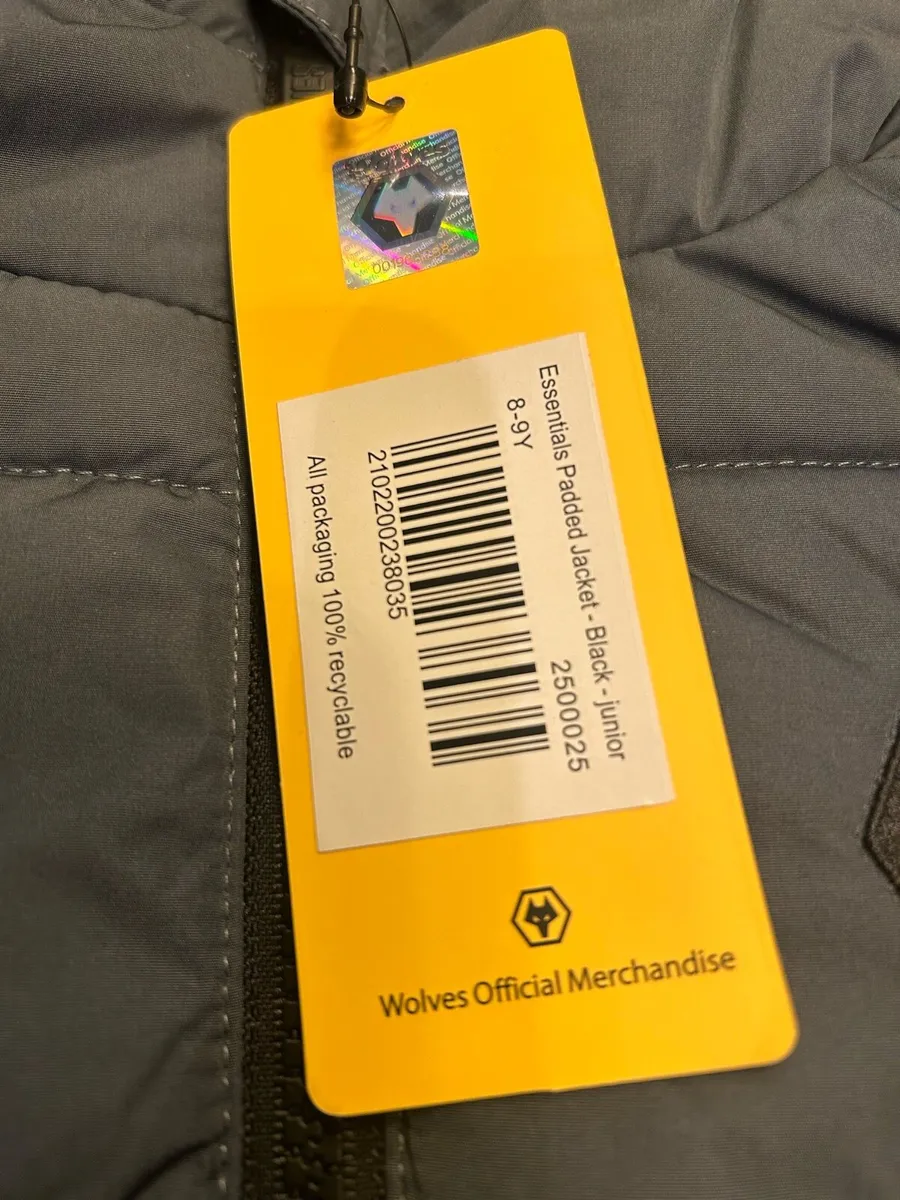 Essentials Padded Jacket - Black - junior
8-9Y
2500025
2102200238035
All packaging 100% recyclable
Wolves Official Merchandise